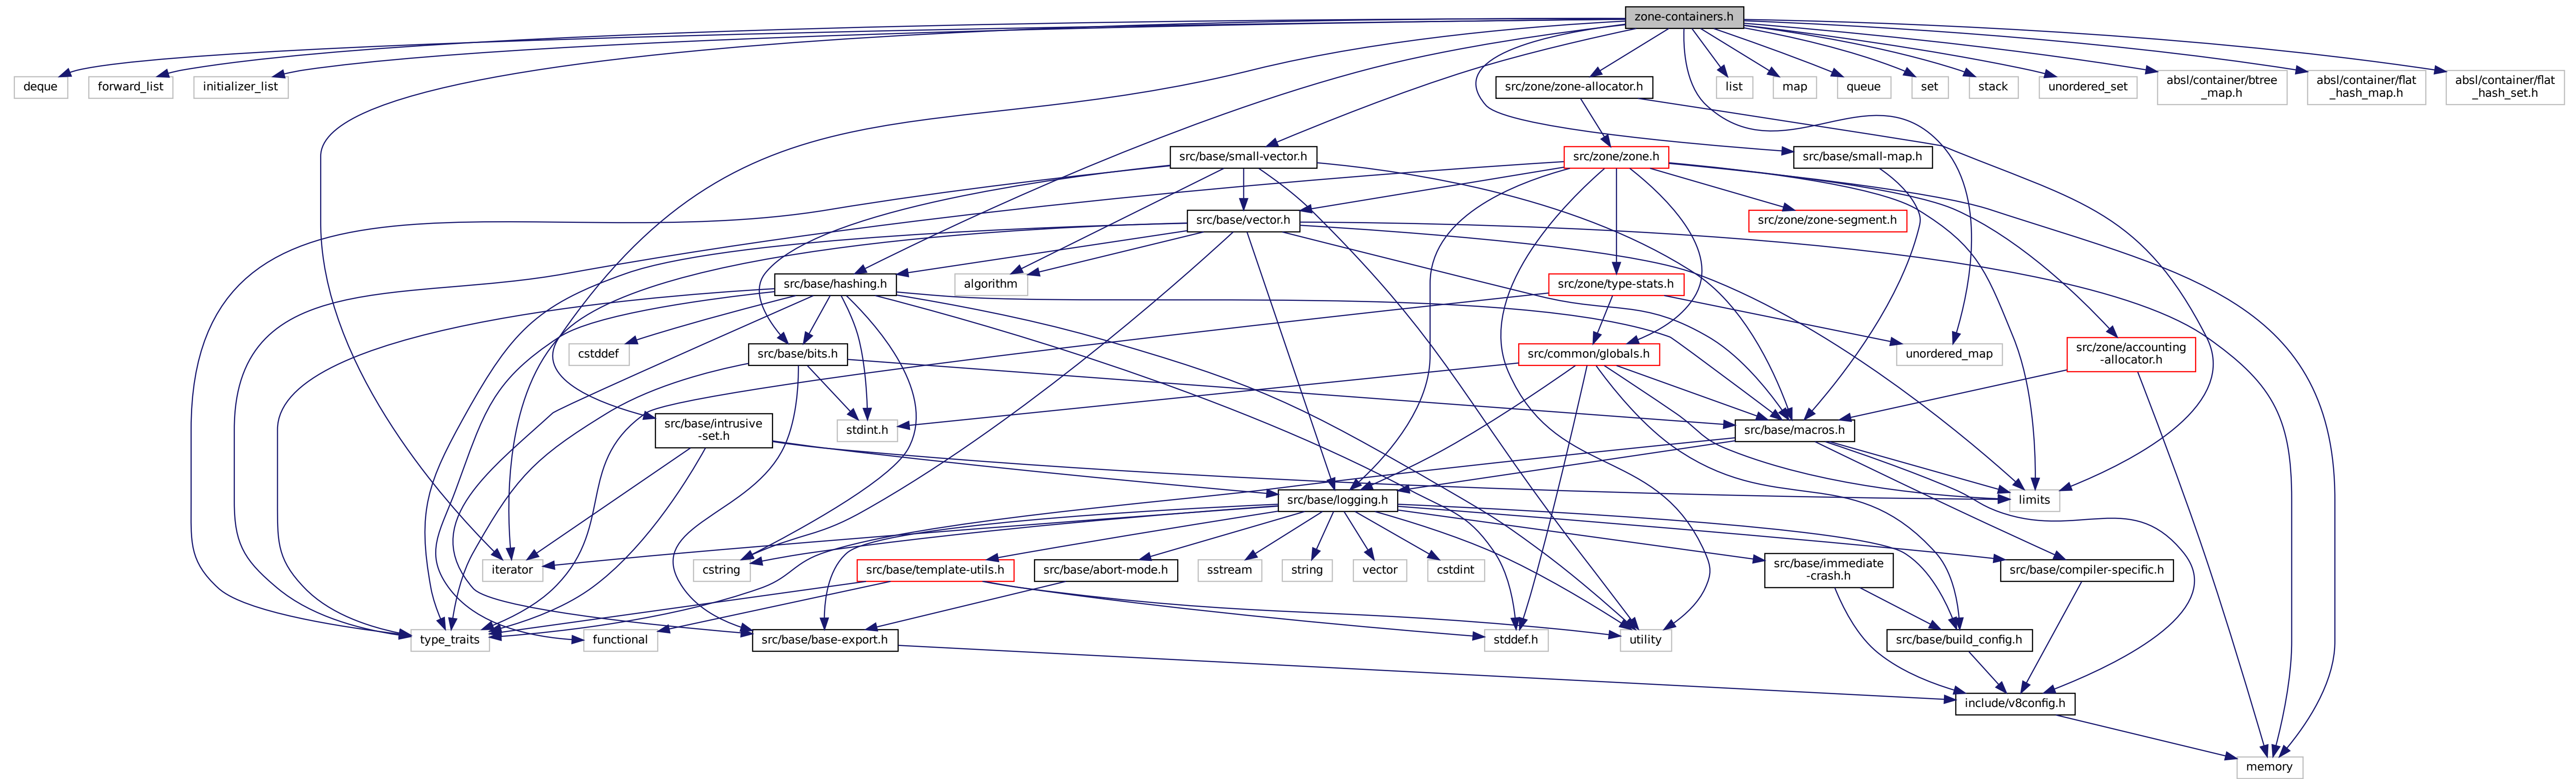 zone-containers.h
deque
forward_list
initializer_list
src/zone/zone-allocator.h
list
map
queue
set
stack
unordered_set
absl/container/btree
_map.h
absl/container/flat
_hash_map.h
absl/container/flat
_hash_set.h
src/base/small-vector.h
src/zone/zone.h
src/base/small-map.h
src/base/vector.h
src/zone/zone-segment.h
src/base/hashing.h
algorithm
src/zone/type-stats.h
cstddef
src/base/bits.h
src/common/globals.h
unordered_map
src/zone/accounting
-allocator.h
src/base/intrusive
-set.h
stdint.h
src/base/macros.h
src/base/logging.h
limits
iterator
cstring
src/base/template-utils.h
src/base/abort-mode.h
sstream
string
vector
cstdint
src/base/immediate
-crash.h
src/base/compiler-specific.h
type_traits
functional
src/base/base-export.h
stddef.h
utility
src/base/build_config.h
include/v8config.h
memory